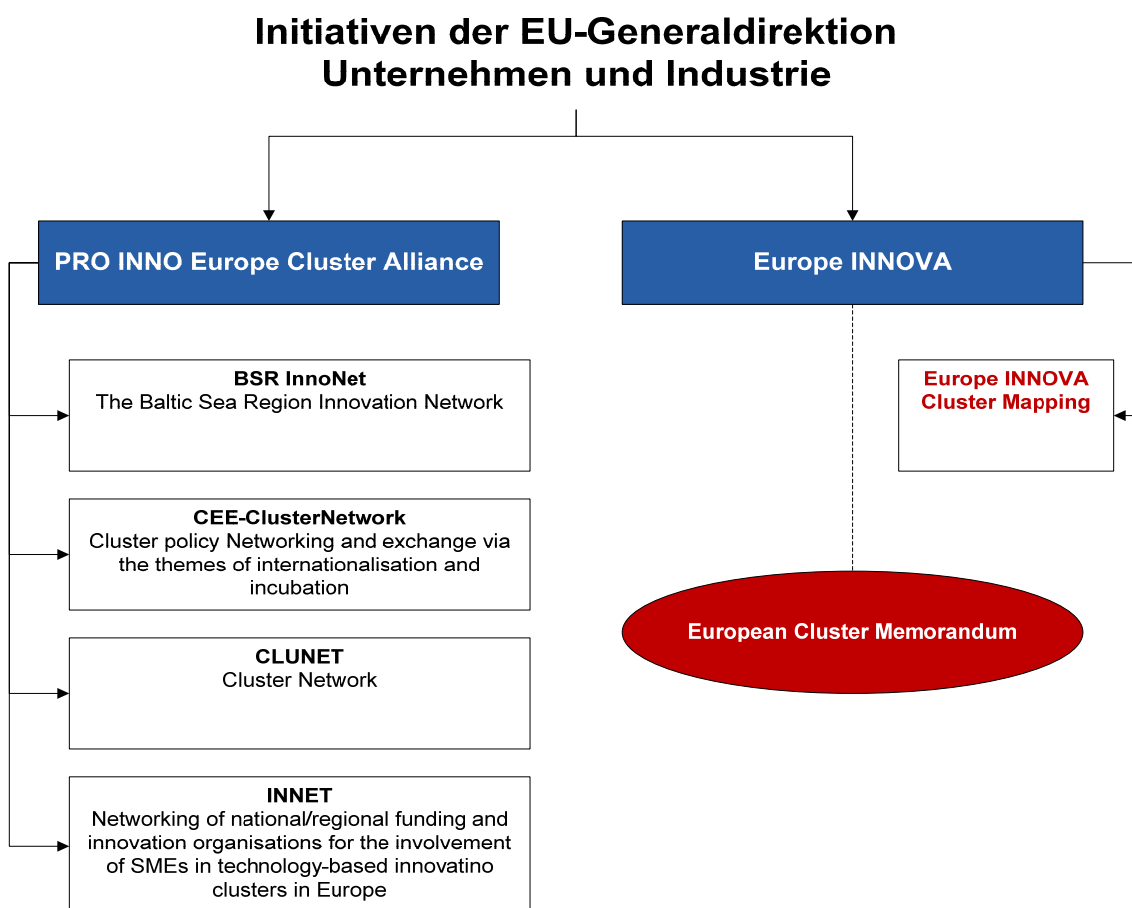 Initiativen der EU-Generaldirektion
Unternehmen und Industrie
PRO INNO Europe Cluster Alliance
Europe INNOVA
BSR InnoNet
The Baltic Sea Region Innovation Network
Europe INNOVA
Cluster Mapping
CEE-ClusterNetwork
Cluster policy Networking and exchange via
the themes of internationalisation and
incubation
European Cluster Memorandum
CLUNET
Cluster Network
INNET
Networking of national/regional funding and
innovation organisations for the involvement
of SMEs in technology-based innovatino
clusters in Europe